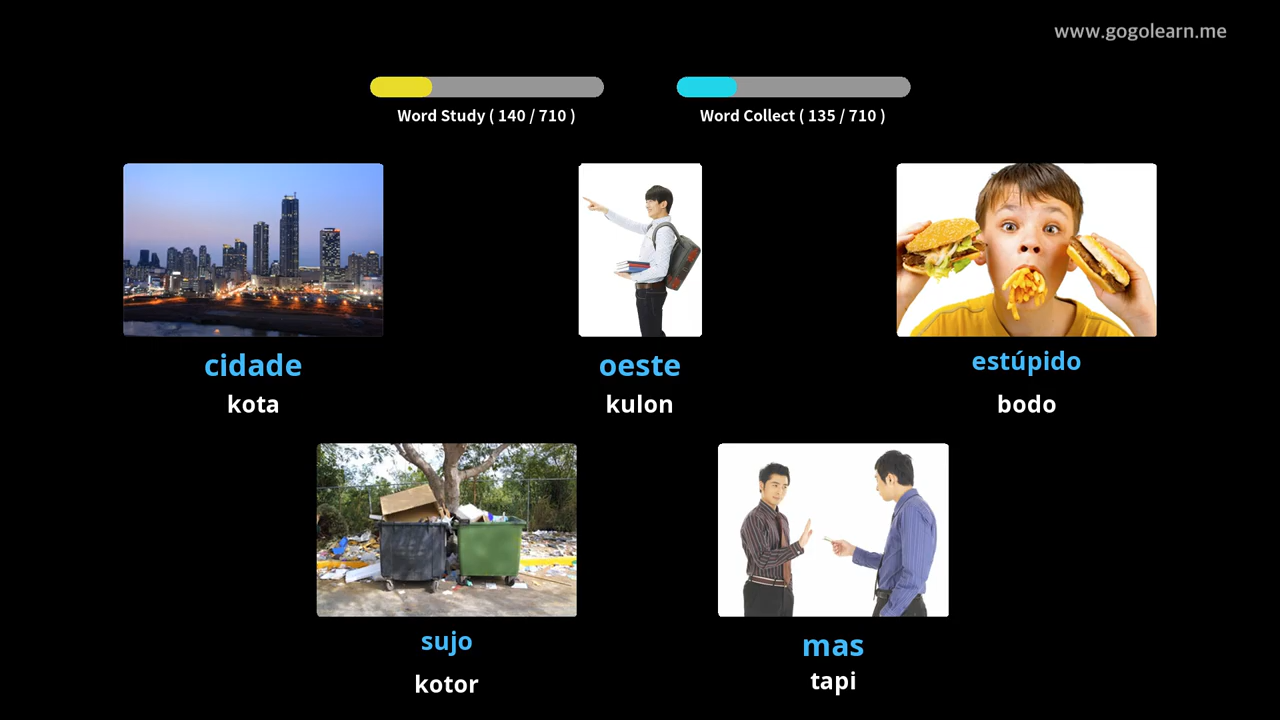 www.gogolearn.me
Word Study ( 140 / 710 )
Word Collect ( 135 / 710 )
cidade
kota
oeste
kulon
estúpido
bodo
sujo
kotor
mas
tapi